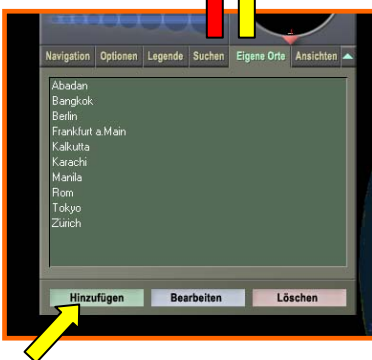 Navigation Optionen Legende Suchen Eigene Orte Ansichten
Abadan
Bangkok
Berlin
Frankfurt a.Main
Kalkutta
Karachi
Manila
Rom
Tokyo
Zürich
Hinzufügen Bearbeiten Löschen